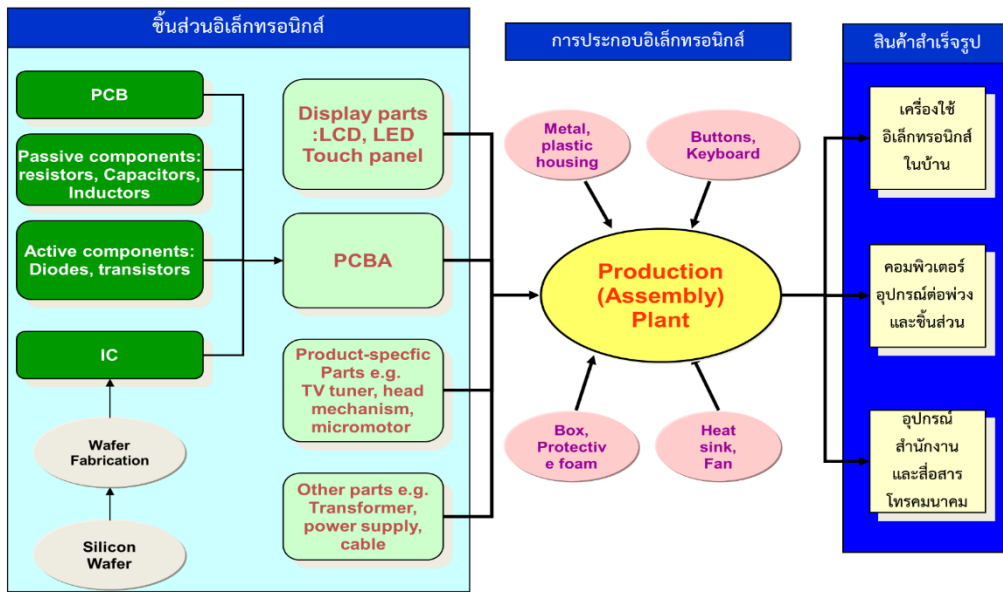 ชิ้นส่วนอิเล็กทรอนิกส์
PCB
Passive components:
resistors, Capacitors,
Inductors
Active components:
Diodes, transistors
IC
Wafer
Fabrication
Silicon
Wafer
Display parts
:LCD, LED
Touch panel
PCBA
Product-specfic
Parts e.g.
TV tuner, head
mechanism,
micromotor
Other parts e.g.
Transformer,
power supply,
cable
การประกอบอิเล็กทรอนิกส์
Metal,
plastic
housing
Buttons,
Keyboard
Production
(Assembly)
Plant
Box,
Protectiv
e foam
Heat
sink,
Fan
สินค้าสำเร็จรูป
เครื่องใช้
อิเล็กทรอนิกส์
ในบ้าน
คอมพิวเตอร์
อุปกรณ์ต่อพ่วง
และชิ้นส่วน
อุปกรณ์
สำนักงาน
และสื่อสาร
โทรคมนาคม